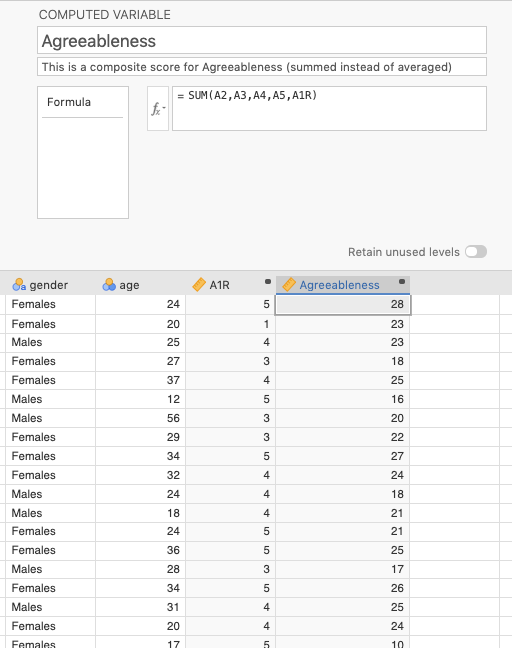 COMPUTED VARIABLE
Agreeableness
This is a composite score for Agreeableness (summed instead of averaged)
Formula
fx
= SUM(A2,A3,A4,A5,A1R)
Retain unused levels
a gender age A1R Agreeableness
Females 24 5 28
Females 20 1 23
Males 25 4 23
Females 27 3 18
Females 37 4 25
Males 12 5 16
Males 56 3 20
Females 29 3 22
Females 34 5 27
Females 32 4 24
Males 24 4 18
Males 18 4 21
Females 24 5 21
Females 36 5 25
Males 28 3 17
Females 34 5 26
Males 31 4 25
Females 20 4 24
Females 17 5 10